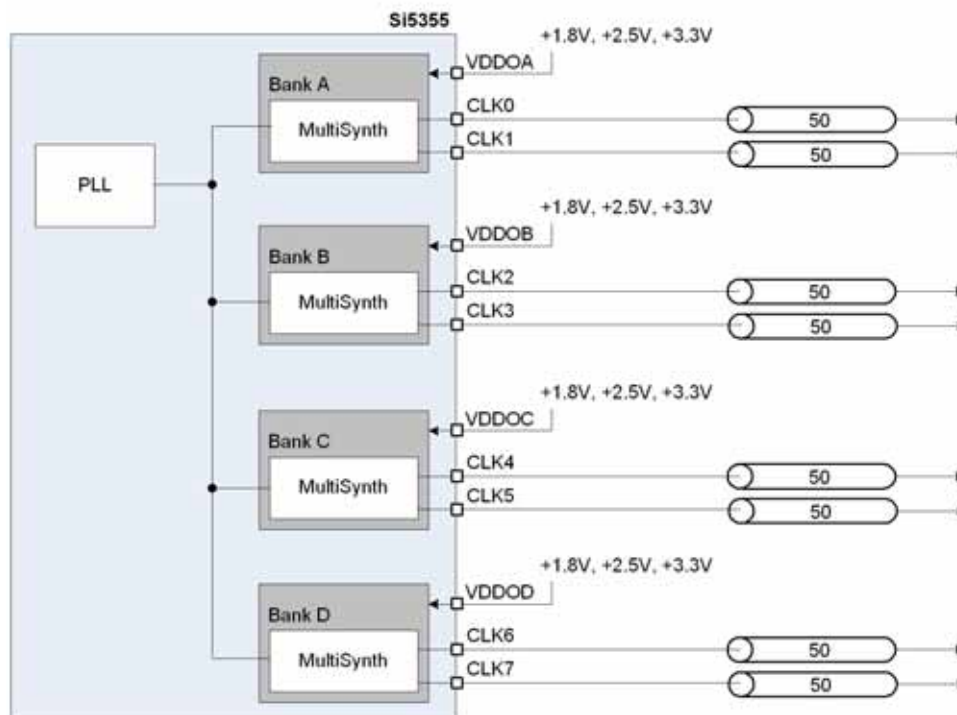 Si5355
+1.8V, +2.5V, +3.3V
VDDOA
Bank A
CLK0
MultiSynth
50
CLK1
50
PLL
+1.8V, +2.5V, +3.3V
VDDOB
Bank B
CLK2
MultiSynth
50
CLK3
50
+1.8V, +2.5V, +3.3V
VDDOC
Bank C
CLK4
MultiSynth
50
CLK5
50
+1.8V, +2.5V, +3.3V
VDDOD
Bank D
CLK6
MultiSynth
50
CLK7
50